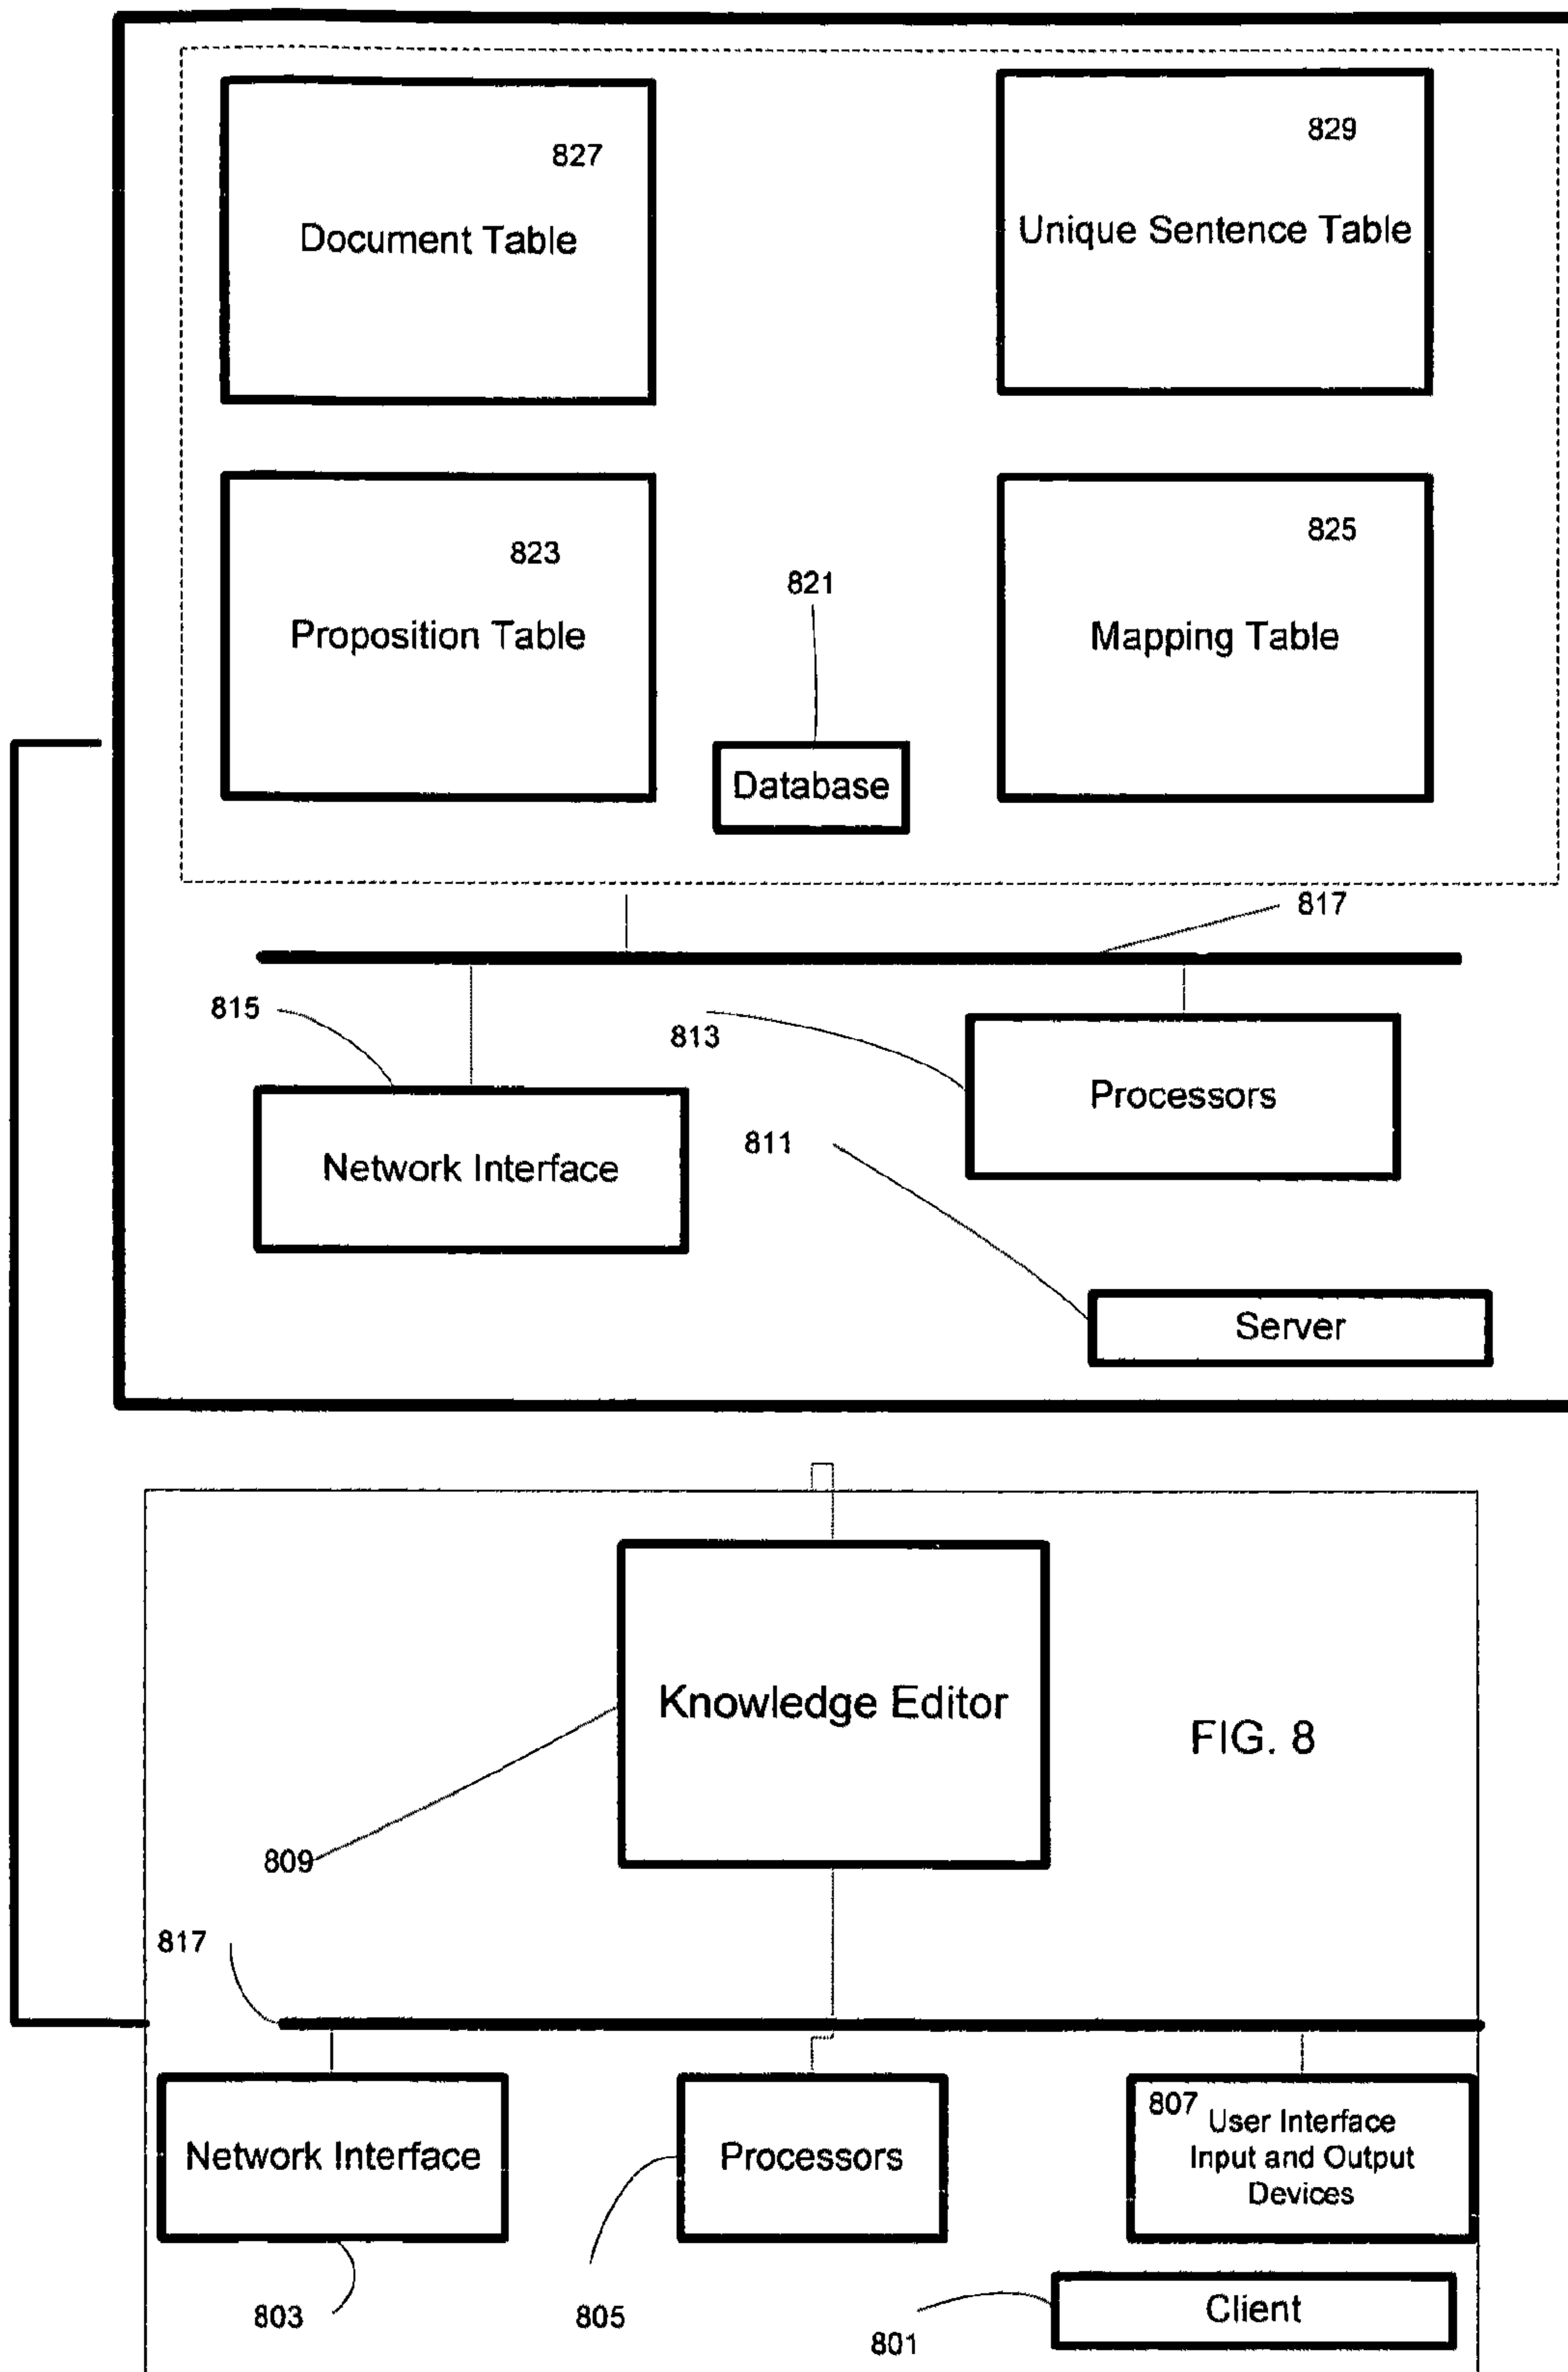 827
829
Document Table
Unique Sentence Table
823
825
821
Proposition Table
Mapping Table
Database
817
815
813
Processors
811
Network Interface
Server
Knowledge Editor
FIG. 8
809
817
807
Network Interface
Processors
User Interface
Input and Output
Devices
Client
803
805
801